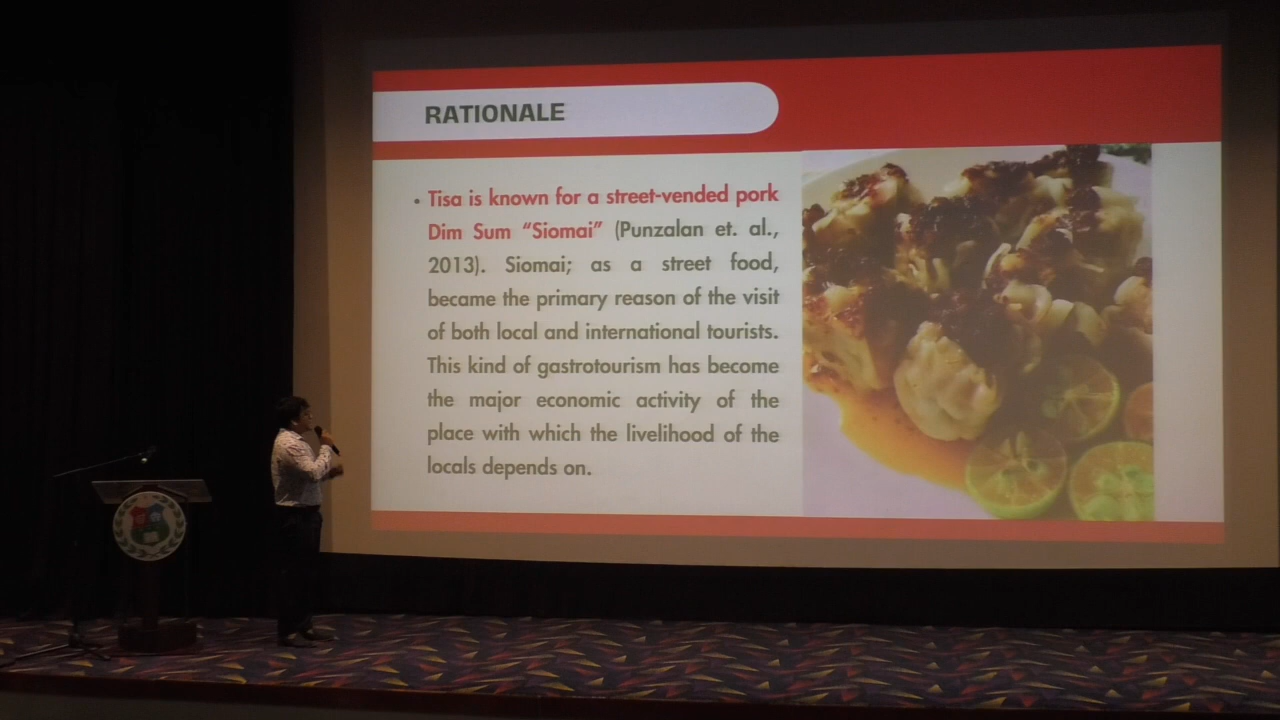 RATIONALE
• Tisa is known for a street-vended pork
Dim Sum “Siomai” (Punzalan et. al.,
2013). Siomai; as a street food,
became the primary reason of the visit
of both local and international tourists.
This kind of gastrotourism has become
the major economic activity of the
place with which the livelihood of the
locals depends on.